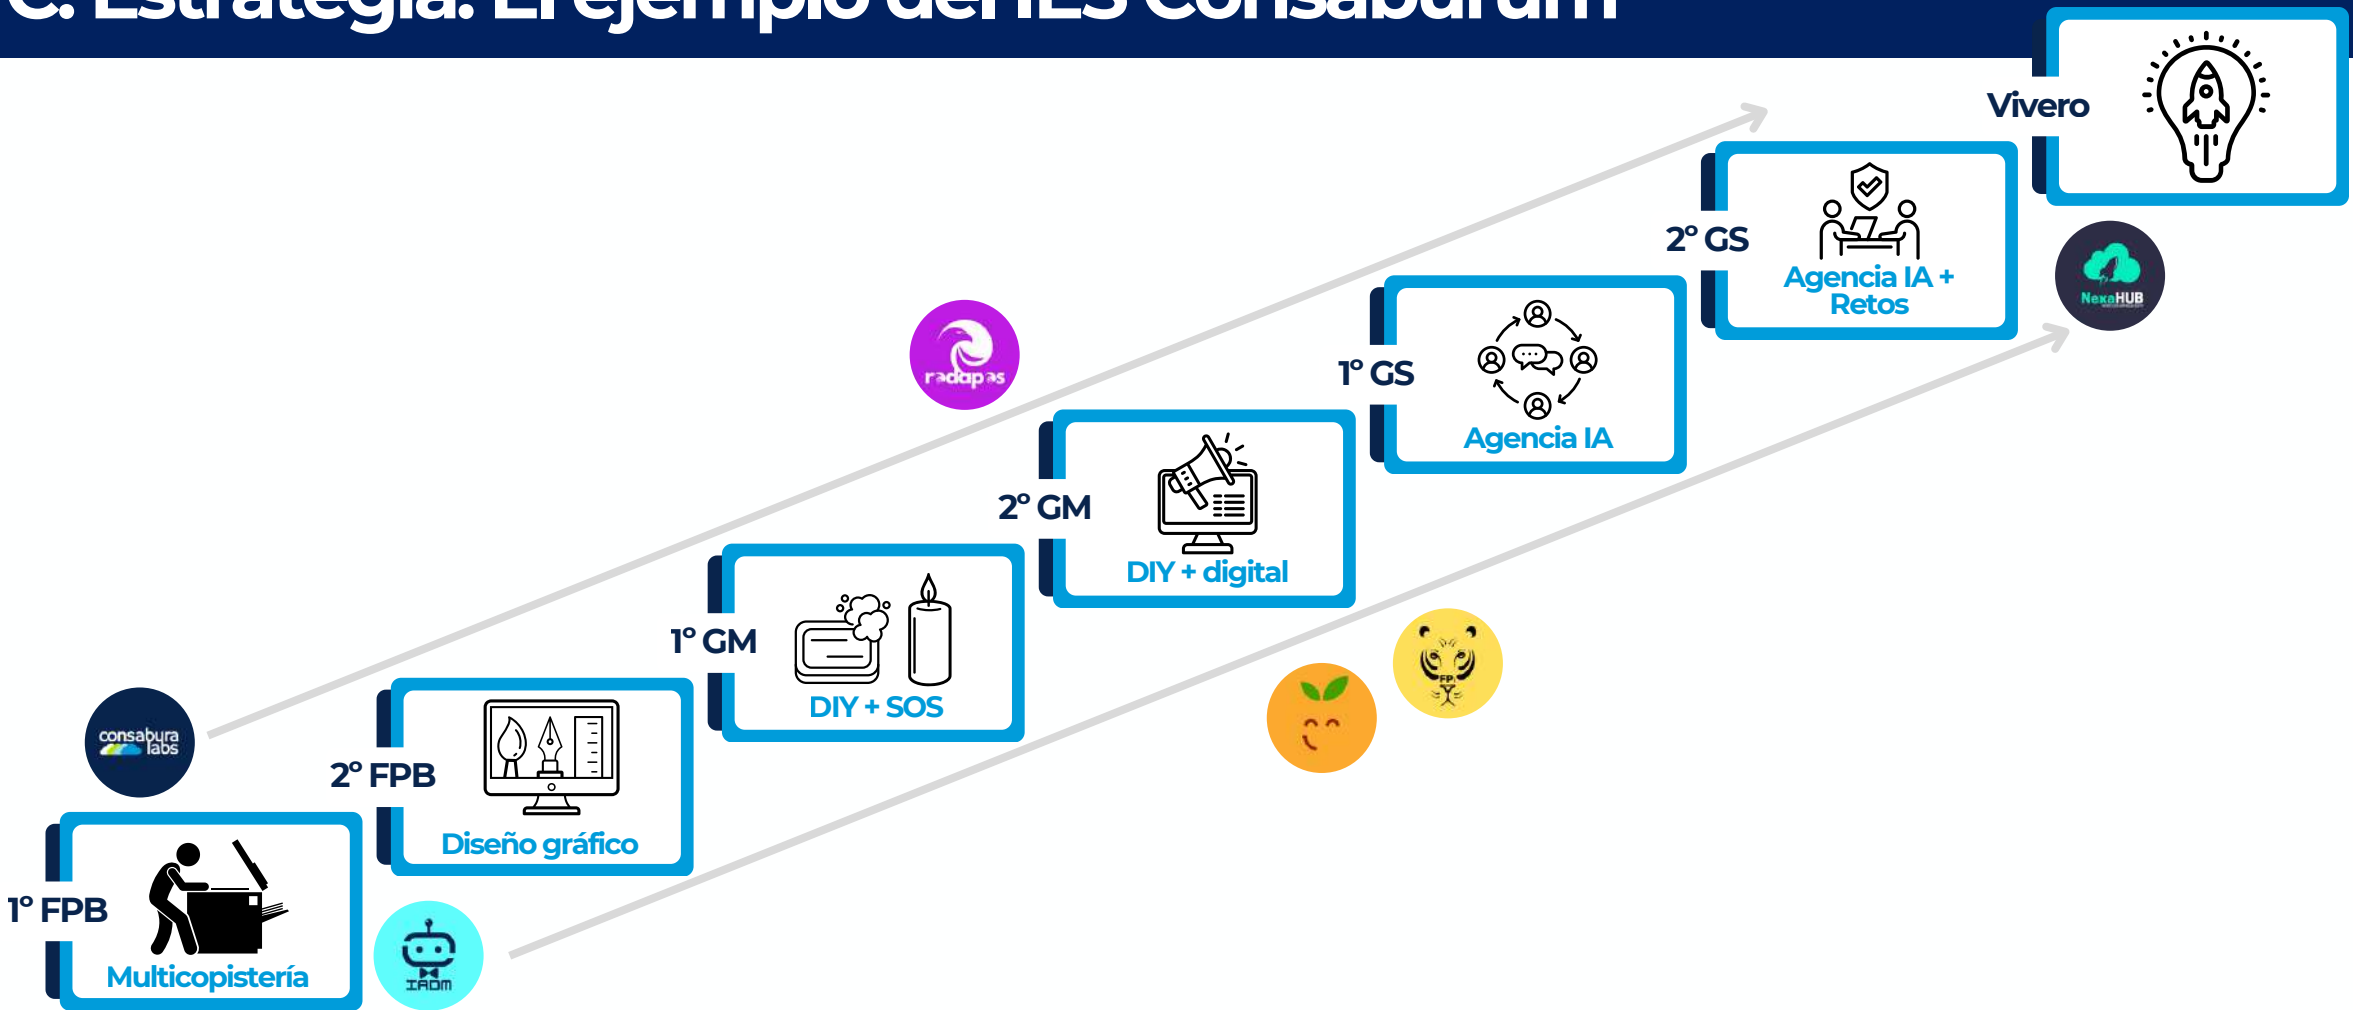 C. Estrategia. El ejemplo del IES Consaburum
Vivero
2º GS
Agencia IA +
Retos
NexaHUB
1º GS
Agencia IA
radapas
2º GM
DIY + digital
1º GM
DIY + SOS
FP
consabura
labs
2º FPB
Diseño gráfico
1º FPB
Multicopistería
IADM